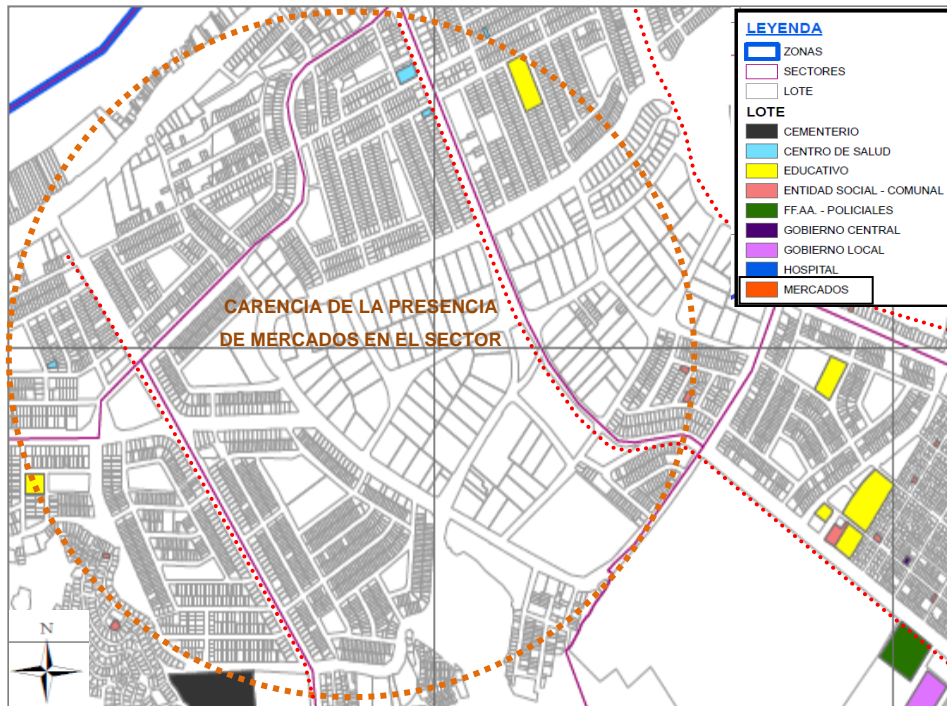 LEYENDA
ZONAS
SECTORES
LOTE
LOTE
CEMENTERIO
CENTRO DE SALUD
EDUCATIVO
ENTIDAD SOCIAL - COMUNAL
FF.AA. - POLICIALES
GOBIERNO CENTRAL
GOBIERNO LOCAL
HOSPITAL
MERCADOS
CARENCIA DE LA PRESENCIA
DE MERCADOS EN EL SECTOR
N